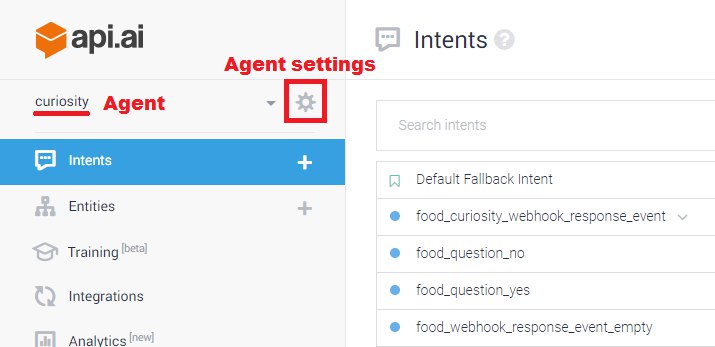 api.ai
Agent settings
curiosity Agent
Intents
Entities
Training [beta]
Integrations
Analytics [new]
Intents ?
Search intents
Default Fallback Intent
food_curiosity_webhook_response_event
food_question_no
food_question_yes
food_webhook_response_event_empty